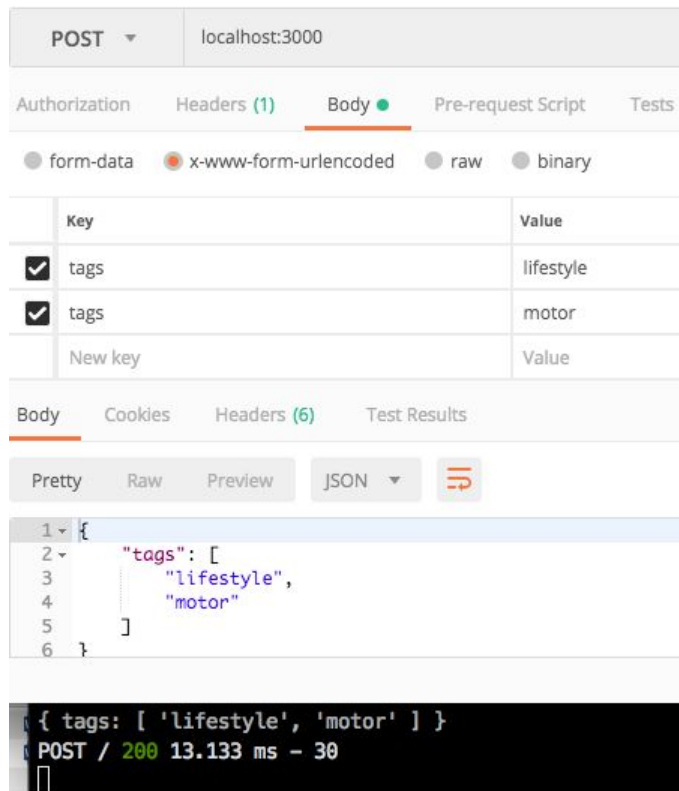 POST localhost:3000
Authorization Headers (1) Body Pre-request Script Tests
form-data x-www-form-urlencoded raw binary
Key Value
tags lifestyle
tags motor
New key Value
Body Cookies Headers (6) Test Results
Pretty Raw Preview JSON
1 {
2 "tags": [
3 "lifestyle",
4 "motor"
5 ]
6 }
{ tags: [ 'lifestyle', 'motor' ] }
POST / 200 13.133 ms – 30